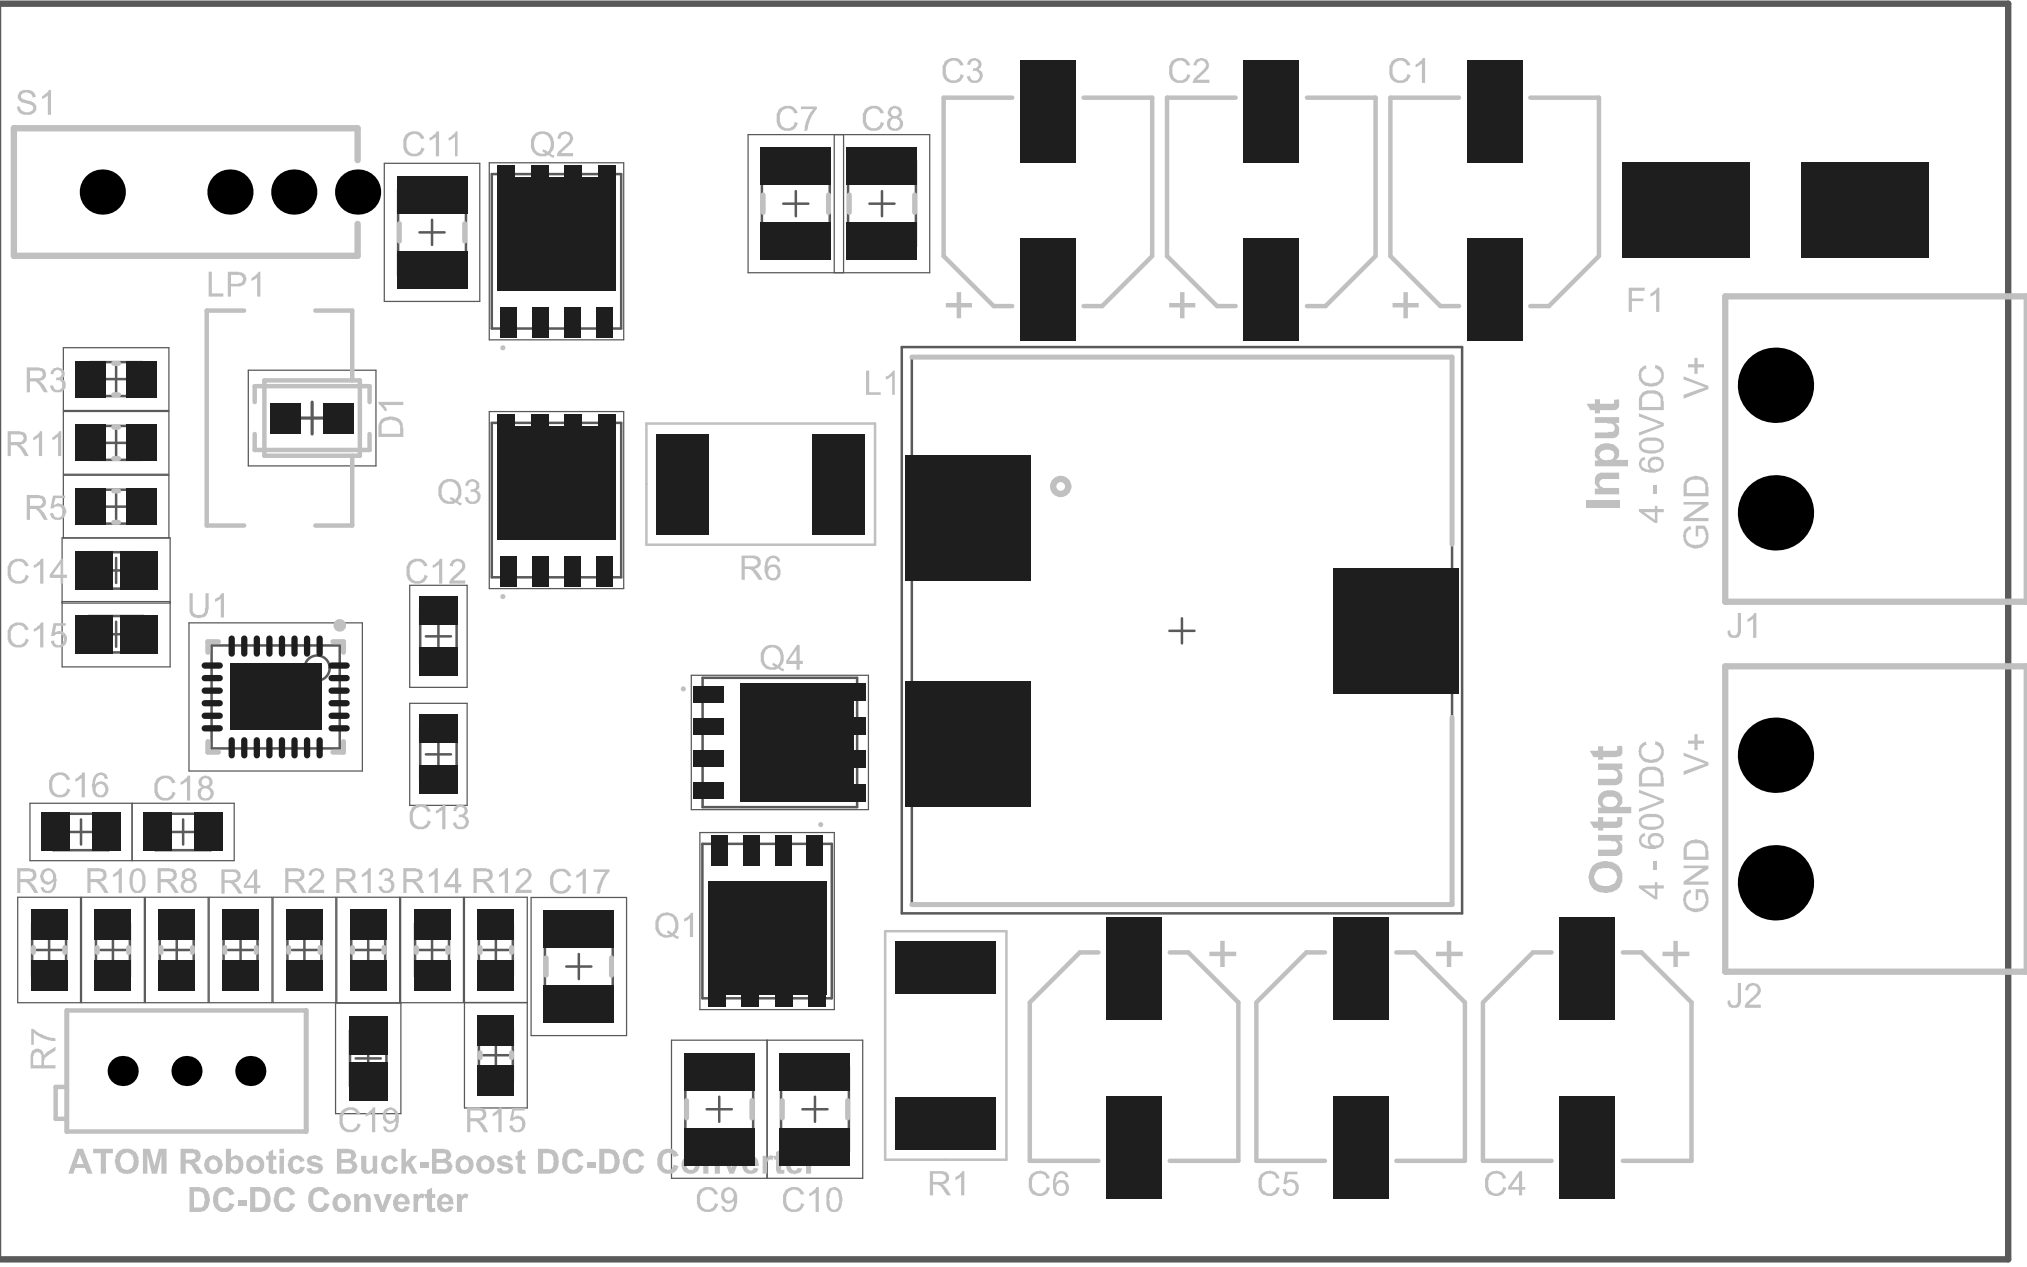 C3
C2
C1
S1
C7
C8
C11
Q2
LP1
F1
R3
D1
L1
V+
Input
4 - 60VDC
R11
Q3
R5
GND
C14
C12
R6
U1
C15
J1
Q4
V+
Output
4 - 60VDC
C16
C18
C13
GND
R9
R10
R8
R4
R2
R13
R14
R12
C17
Q1
J2
R7
C19
R15
ATOM Robotics Buck-Boost DC-DC Converter
DC-DC Converter
C9
C10
R1
C6
C5
C4